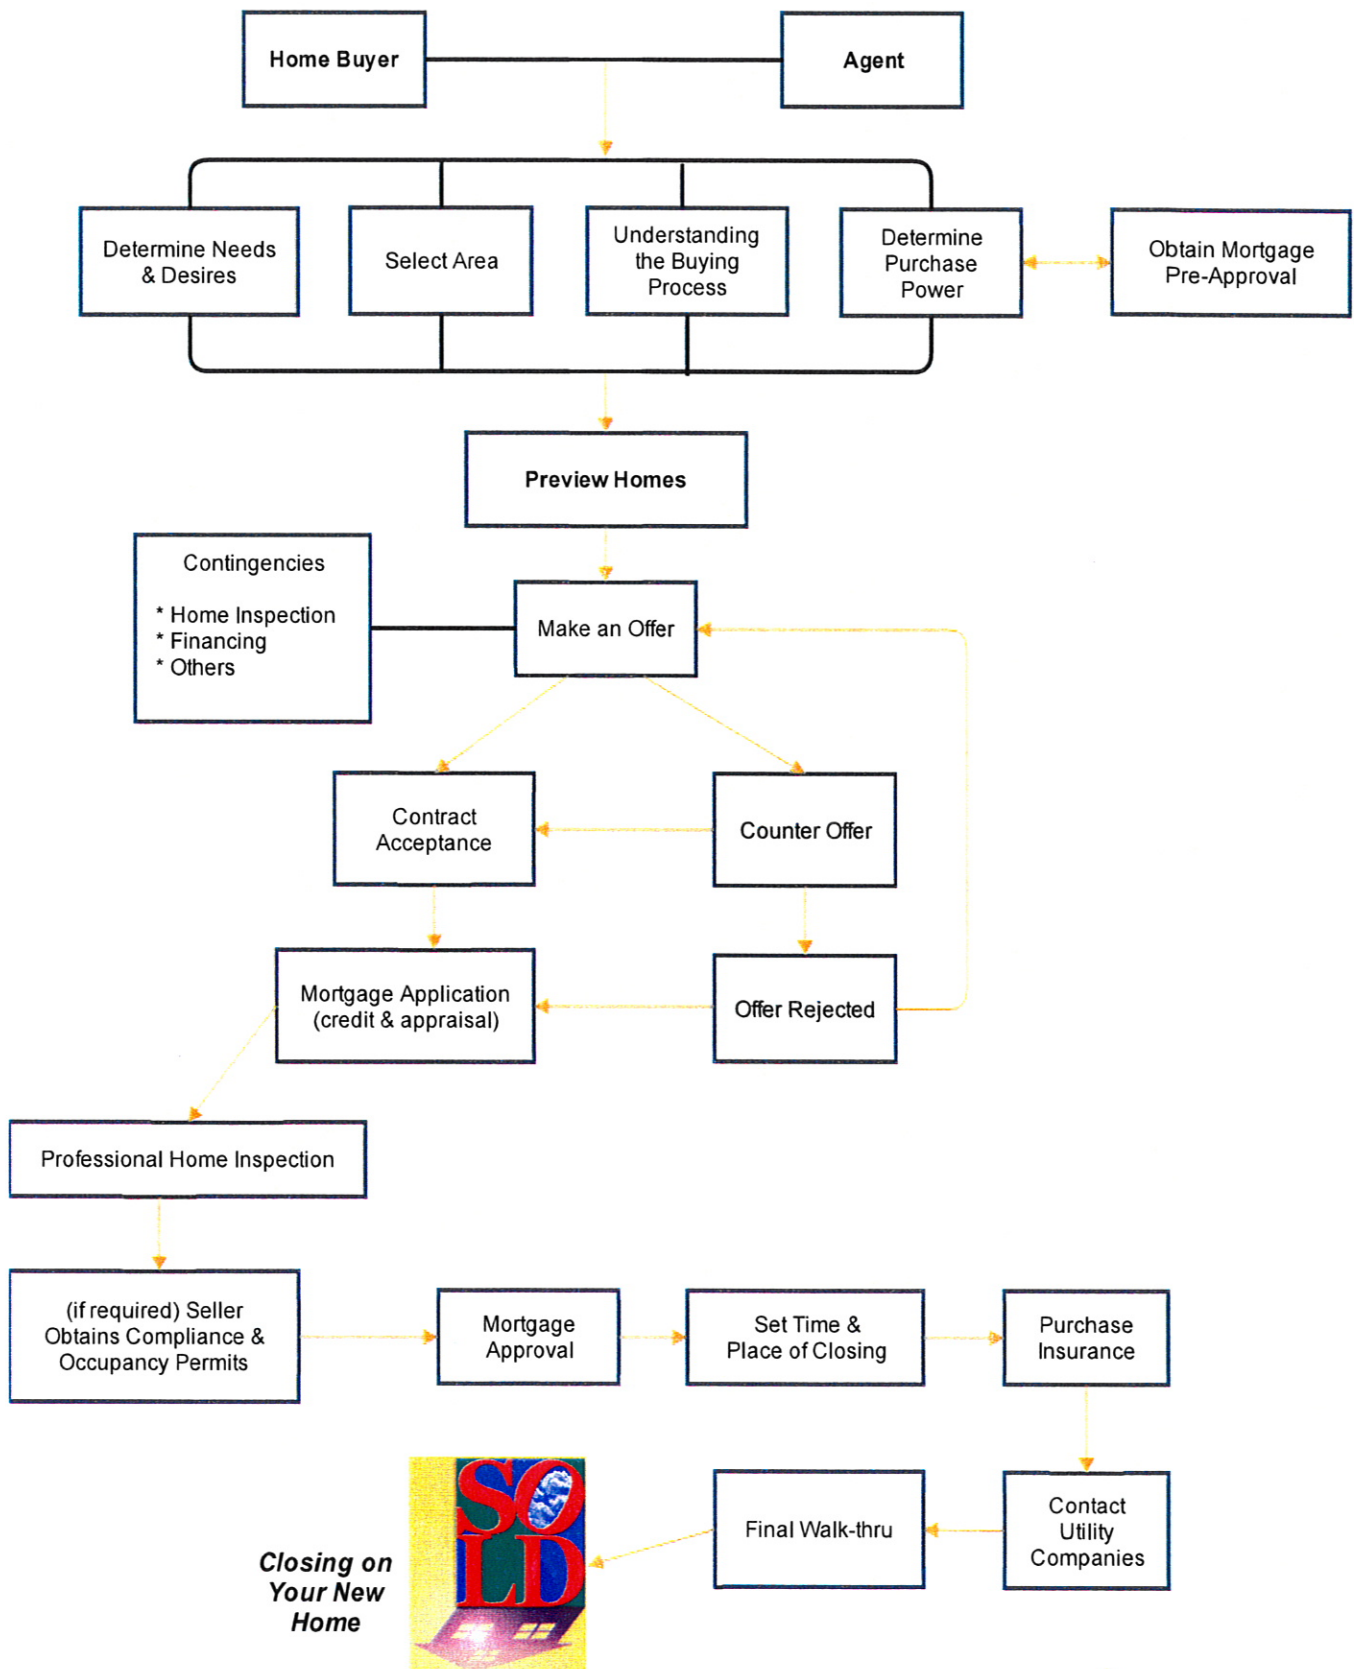 Home Buyer
Agent
Determine Needs
& Desires
Select Area
Understanding
the Buying
Process
Determine
Purchase
Power
Obtain Mortgage
Pre-Approval
Preview Homes
Contingencies
* Home Inspection
* Financing
* Others
Make an Offer
Contract
Acceptance
Counter Offer
Mortgage Application
(credit & appraisal)
Offer Rejected
Professional Home Inspection
(if required) Seller
Obtains Compliance &
Occupancy Permits
Mortgage
Approval
Set Time &
Place of Closing
Purchase
Insurance
Contact
Utility
Companies
Final Walk-thru
SO
LD
Closing on
Your New
Home